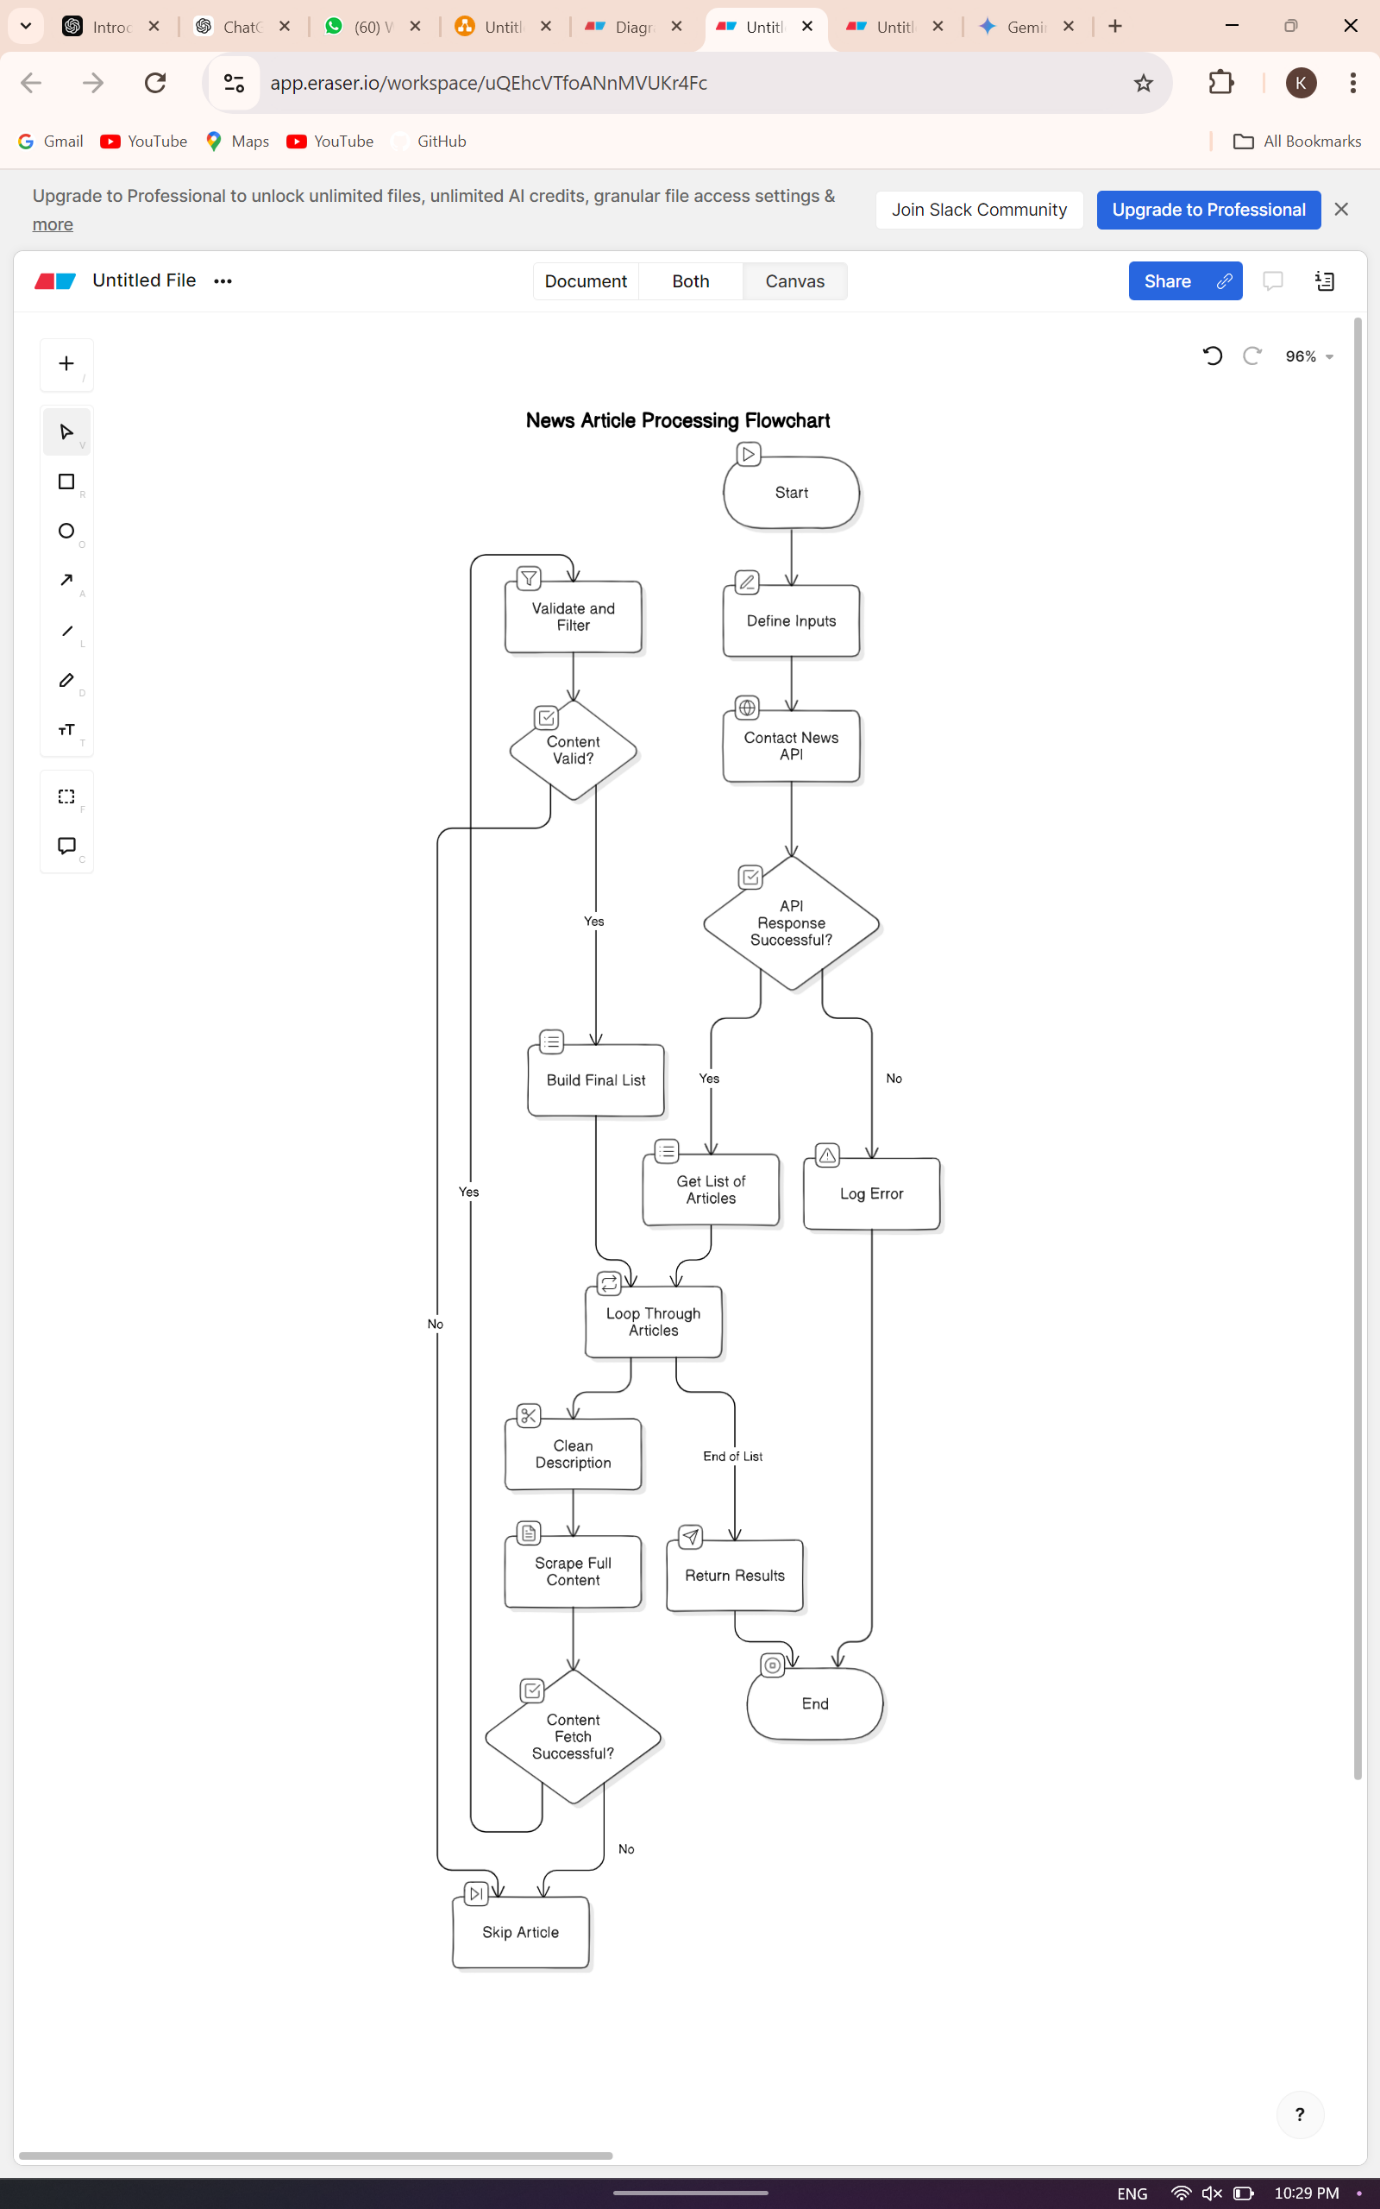 Introc
ChatG
(60) V
Untitl
Diagr
Untitl
Untitl
Gemi
app.eraser.io/workspace/uQEhcVTfoANnMVUKr4Fc
K
Gmail
YouTube
Maps
YouTube
GitHub
All Bookmarks
Upgrade to Professional to unlock unlimited files, unlimited AI credits, granular file access settings &
more
Join Slack Community
Upgrade to Professional
Untitled File
Document
Both
Canvas
Share
96%
/
V
R
O
A
L
D
T
F
C
News Article Processing Flowchart
Start
Validate and
Filter
Define Inputs
Contact News
API
Content
Valid?
API
Response
Successful?
Yes
Build Final List
Yes
No
Get List of
Articles
Log Error
Yes
No
Loop Through
Articles
Clean
Description
End of List
Scrape Full
Content
Return Results
Content
Fetch
Successful?
End
No
Skip Article
?
ENG
10:29 PM